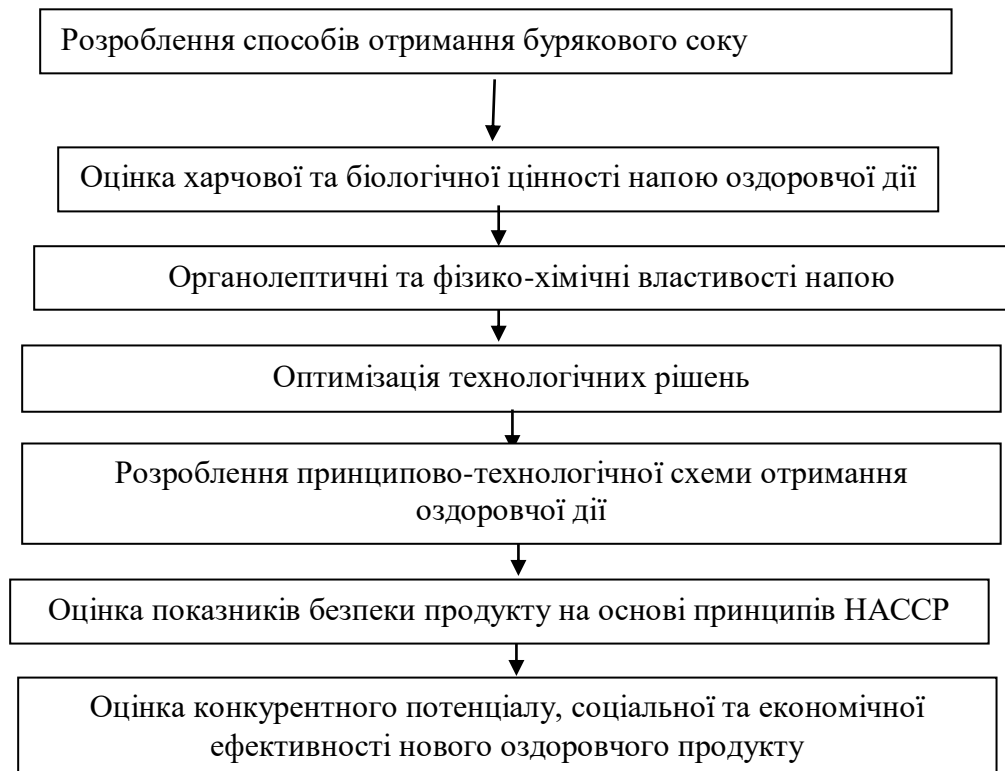 Розроблення способів отримання бурякового соку
Оцінка харчової та біологічної цінності напою оздоровчої дії
Органолептичні та фізико-хімічні властивості напою
Оптимізація технологічних рішень
Розроблення принципово-технологічної схеми отримання
оздоровчої дії
Оцінка показників безпеки продукту на основі принципів НАССР
Оцінка конкурентного потенціалу, соціальної та економічної
ефективності нового оздоровчого продукту